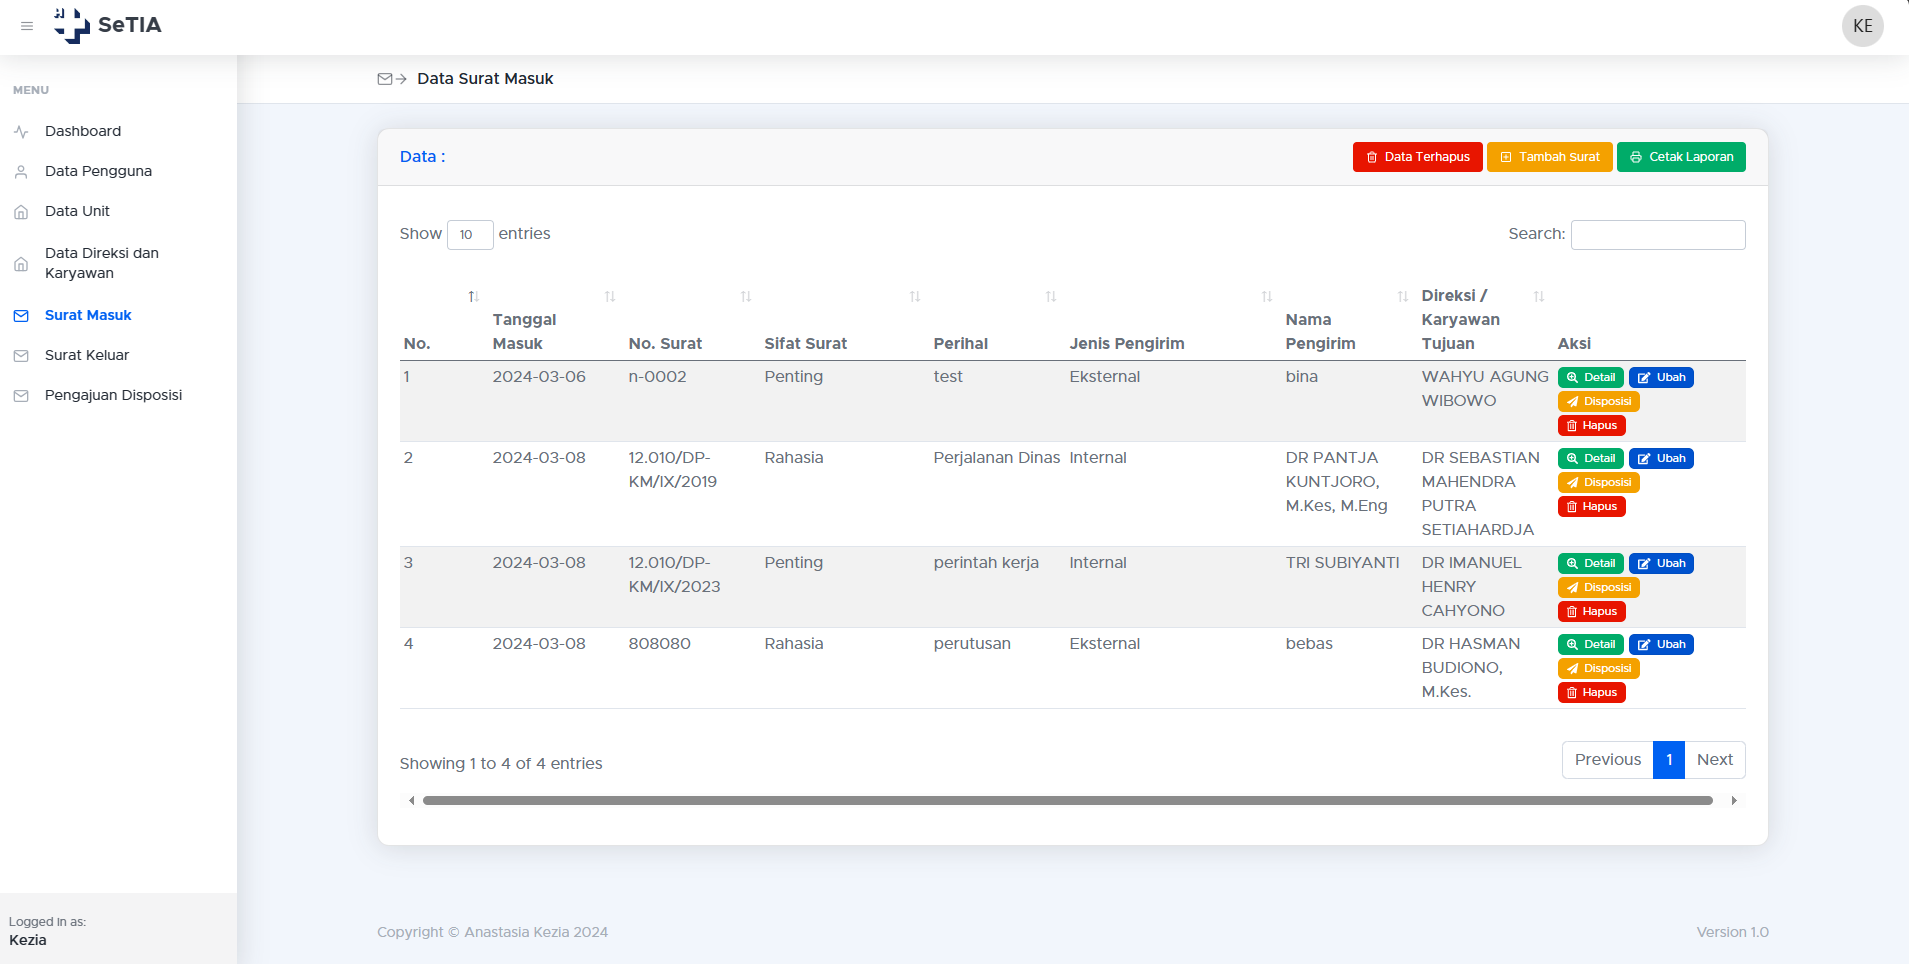 SeTIA
KE
MENU
Dashboard
Data Pengguna
Data Unit
Data Direksi dan
Karyawan
Surat Masuk
Surat Keluar
Pengajuan Disposisi
Logged in as:
Kezia
Data Surat Masuk
Data :
Data Terhapus
Tambah Surat
Cetak Laporan
Show 10 entries
Search:
No.
Tanggal
Masuk
No. Surat
Sifat Surat
Perihal
Jenis Pengirim
Nama
Pengirim
Direksi /
Karyawan
Tujuan
Aksi
1
2024-03-06
n-0002
Penting
test
Eksternal
bina
WAHYU AGUNG
WIBOWO
Detail
Ubah
Disposisi
Hapus
2
2024-03-08
12.010/DP-
KM/IX/2019
Rahasia
Perjalanan Dinas
Internal
DR PANTJA
KUNTJORO,
M.Kes, M.Eng
DR SEBASTIAN
MAHENDRA
PUTRA
SETIAHARDJA
Detail
Ubah
Disposisi
Hapus
3
2024-03-08
12.010/DP-
KM/IX/2023
Penting
perintah kerja
Internal
TRI SUBIYANTI
DR IMANUEL
HENRY
CAHYONO
Detail
Ubah
Disposisi
Hapus
4
2024-03-08
808080
Rahasia
perutusan
Eksternal
bebas
DR HASMAN
BUDIONO,
M.Kes.
Detail
Ubah
Disposisi
Hapus
Showing 1 to 4 of 4 entries
Previous
1
Next
Copyright © Anastasia Kezia 2024
Version 1.0